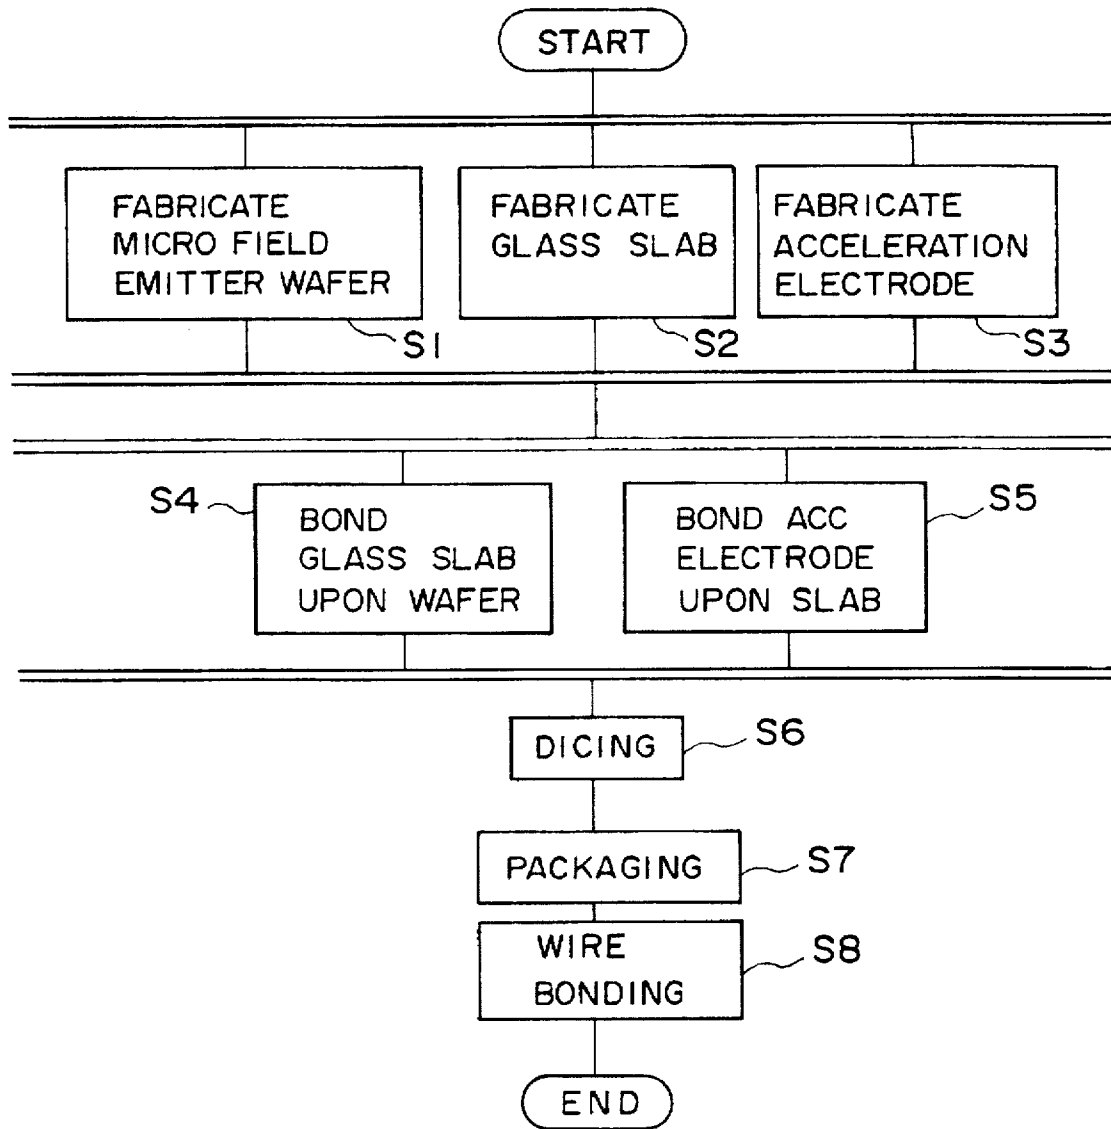 START
FABRICATE
MICRO FIELD
EMITTER WAFER
S1
FABRICATE
GLASS SLAB
S2
FABRICATE
ACCELERATION
ELECTRODE
S3
S4
BOND
GLASS SLAB
UPON WAFER
BOND ACC
ELECTRODE
UPON SLAB
S5
DICING
S6
PACKAGING
S7
WIRE
BONDING
S8
END